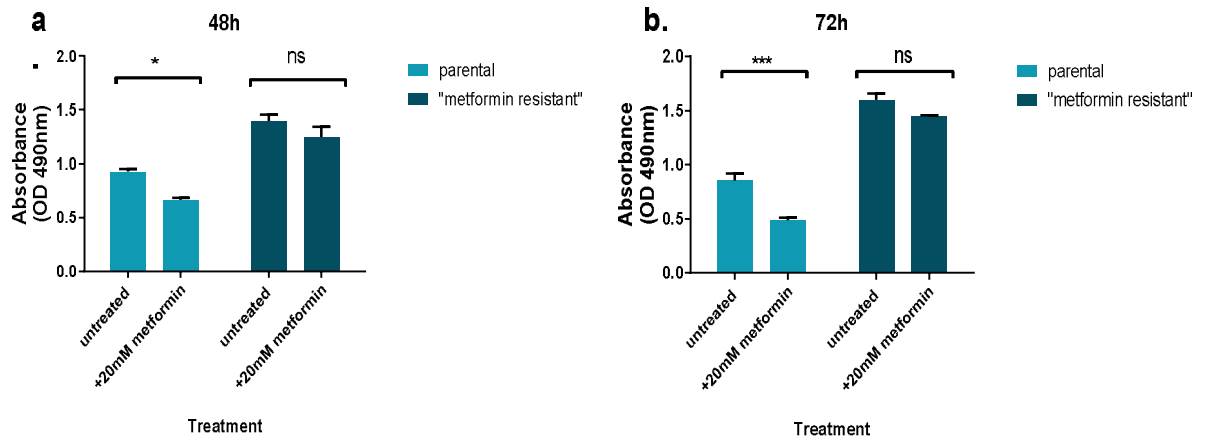 a
48h
.
2.0
1.5
1.0
0.5
0.0
Absorbance
(OD 490nm)
*
ns
parental
"metformin resistant"
untreated
+20mM metformin
untreated
+20mM metformin
Treatment
b.
72h
2.0
1.5
1.0
0.5
0.0
Absorbance
(OD 490nm)
***
ns
parental
"metformin resistant"
untreated
+20mM metformin
untreated
+20mM metformin
Treatment